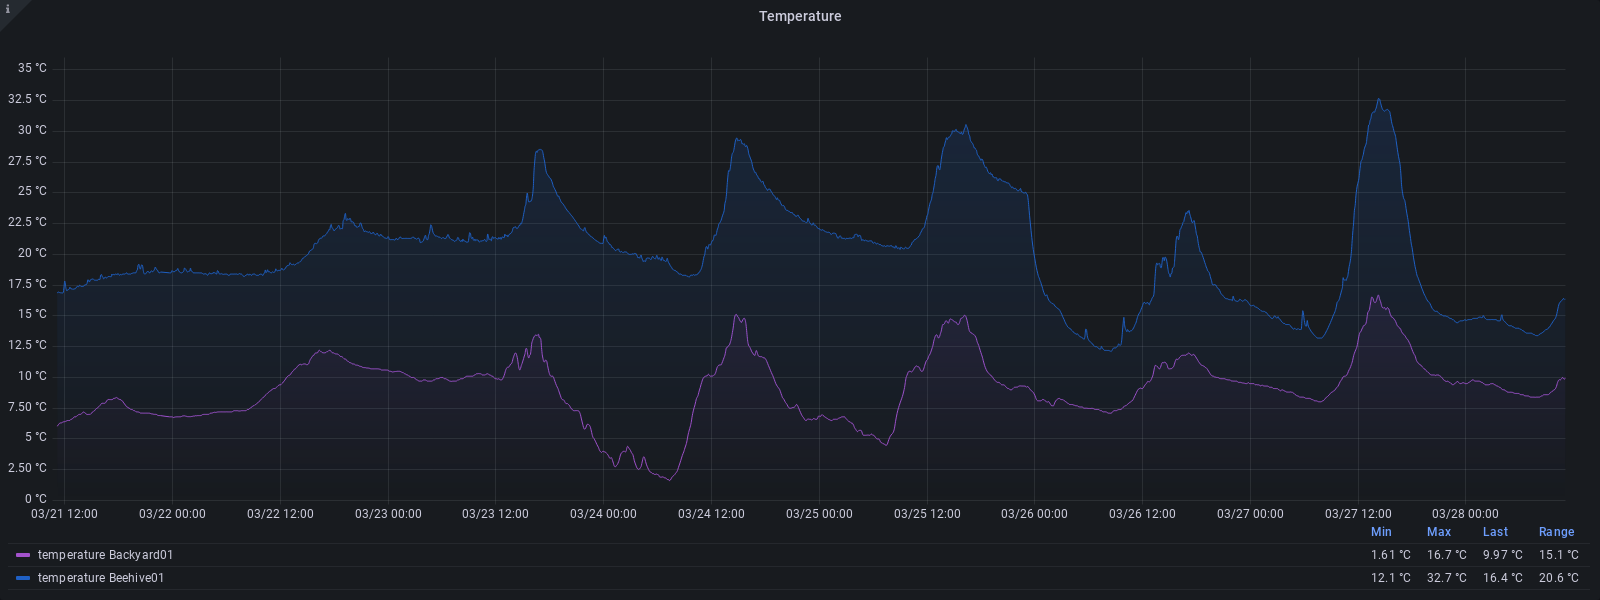 i
Temperature
35 °C
32.5 °C
30 °C
27.5 °C
25 °C
22.5 °C
20 °C
17.5 °C
15 °C
12.5 °C
10 °C
7.50 °C
5 °C
2.50 °C
0 °C
03/21 12:00 03/22 00:00 03/22 12:00 03/23 00:00 03/23 12:00 03/24 00:00 03/24 12:00 03/25 00:00 03/25 12:00 03/26 00:00 03/26 12:00 03/27 00:00 03/27 12:00 03/28 00:00
Min Max Last Range
temperature Backyard01 1.61 °C 16.7 °C 9.97 °C 15.1 °C
temperature Beehive01 12.1 °C 32.7 °C 16.4 °C 20.6 °C